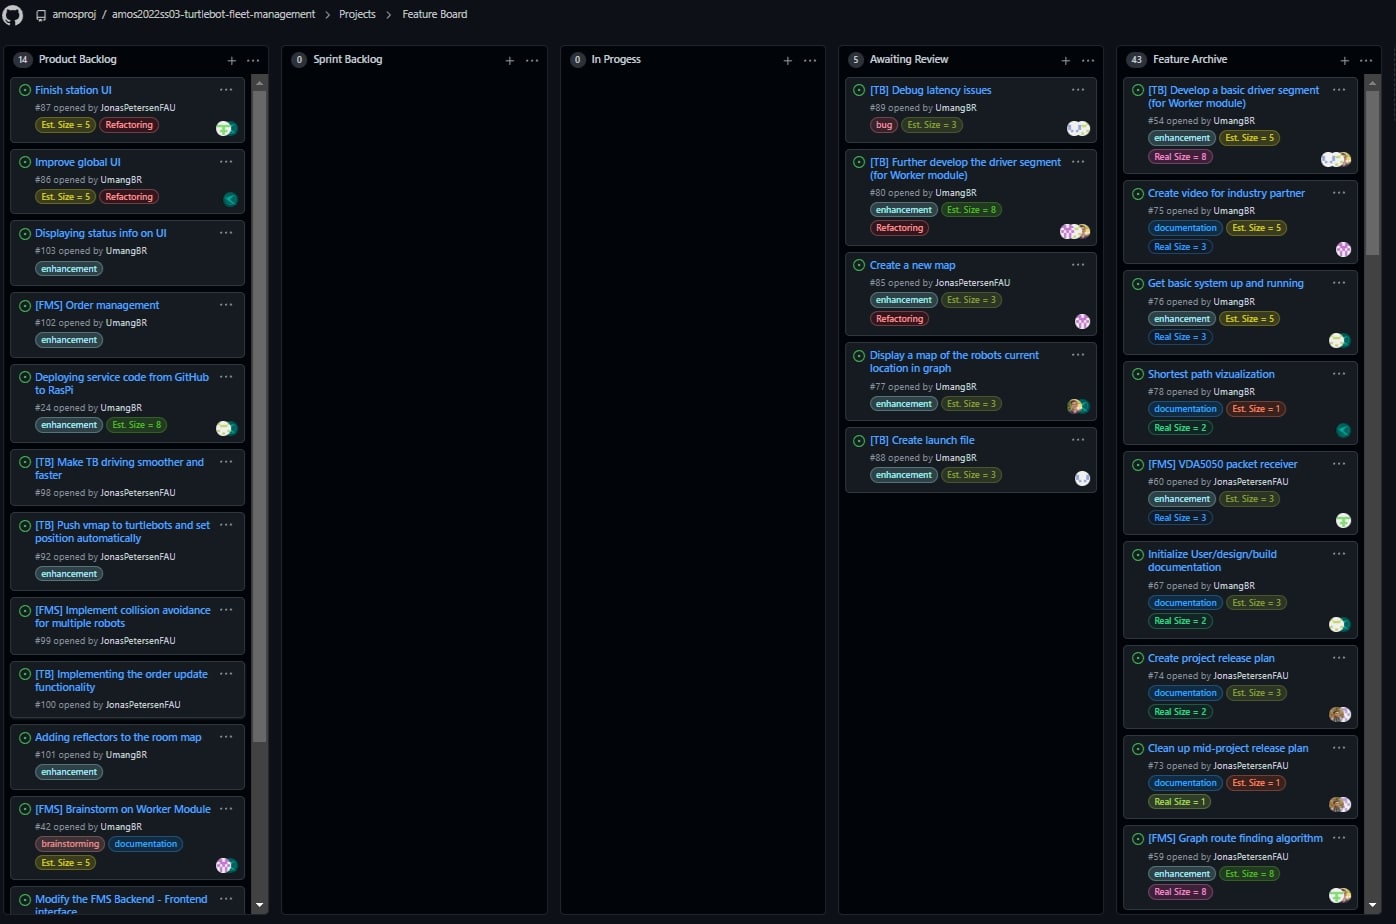 amosproj / amos2022ss03-turtlebot-fleet-management > Projects > Feature Board
14 Product Backlog
Finish station UI
#87 opened by JonasPetersenFAU
Est. Size = 5 Refactoring
Improve global UI
#86 opened by UmangBR
Est. Size = 5 Refactoring
Displaying status info on UI
#103 opened by UmangBR
enhancement
[FMS] Order management
#102 opened by UmangBR
enhancement
Deploying service code from GitHub
to RasPi
#24 opened by UmangBR
enhancement Est. Size = 8
[TB] Make TB driving smoother and
faster
#98 opened by JonasPetersenFAU
[TB] Push vmap to turtlebots and set
position automatically
#92 opened by JonasPetersenFAU
enhancement
[FMS] Implement collision avoidance
for multiple robots
#99 opened by JonasPetersenFAU
[TB] Implementing the order update
functionality
#100 opened by JonasPetersenFAU
Adding reflectors to the room map
#101 opened by UmangBR
enhancement
[FMS] Brainstorm on Worker Module
#42 opened by UmangBR
brainstorming documentation
Est. Size = 5
Modify the FMS Backend - Frontend
interface
0 Sprint Backlog
0 In Progess
5 Awaiting Review
[TB] Debug latency issues
#89 opened by UmangBR
bug Est. Size = 3
[TB] Further develop the driver segment
(for Worker module)
#80 opened by UmangBR
enhancement Est. Size = 8
Refactoring
Create a new map
#85 opened by JonasPetersenFAU
enhancement Est. Size = 3
Refactoring
Display a map of the robots current
location in graph
#77 opened by UmangBR
enhancement Est. Size = 3
[TB] Create launch file
#88 opened by UmangBR
enhancement Est. Size = 3
43 Feature Archive
[TB] Develop a basic driver segment
(for Worker module)
#54 opened by UmangBR
enhancement Est. Size = 5
Real Size = 8
Create video for industry partner
#75 opened by UmangBR
documentation Est. Size = 5
Real Size = 3
Get basic system up and running
#76 opened by UmangBR
enhancement Est. Size = 5
Real Size = 3
Shortest path vizualization
#78 opened by UmangBR
documentation Est. Size = 1
Real Size = 2
[FMS] VDA5050 packet receiver
#60 opened by JonasPetersenFAU
enhancement Est. Size = 3
Real Size = 3
Initialize User/design/build
documentation
#67 opened by UmangBR
documentation Est. Size = 3
Real Size = 2
Create project release plan
#74 opened by JonasPetersenFAU
documentation Est. Size = 3
Real Size = 2
Clean up mid-project release plan
#73 opened by JonasPetersenFAU
documentation Est. Size = 1
Real Size = 1
[FMS] Graph route finding algorithm
#59 opened by JonasPetersenFAU
enhancement Est. Size = 8
Real Size = 8